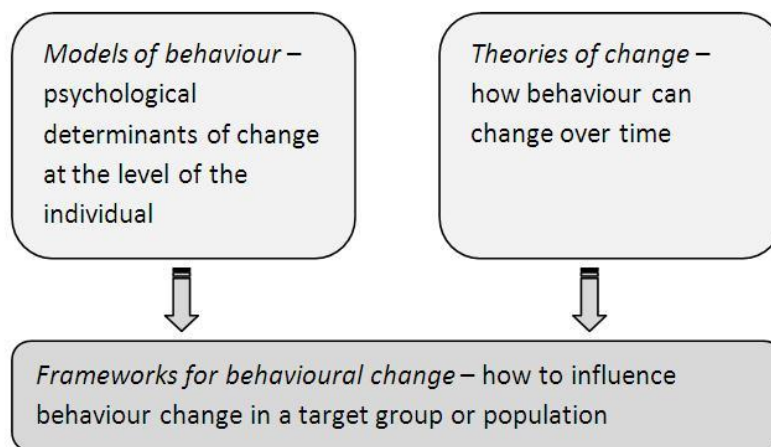 Models of behaviour –
psychological
determinants of change
at the level of the
individual
Theories of change –
how behaviour can
change over time
Frameworks for behavioural change – how to influence
behaviour change in a target group or population